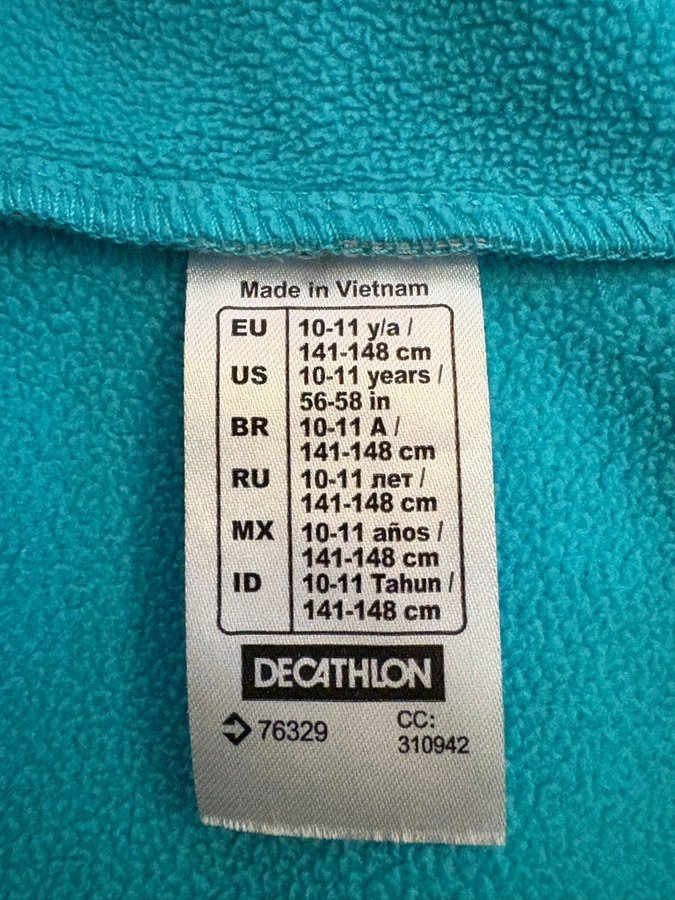 Made in Vietnam
EU 10-11 y/a /
141-148 cm
US 10-11 years /
56-58 in
BR 10-11 A /
141-148 cm
RU 10-11 лет /
141-148 cm
MX 10-11 años /
141-148 cm
ID 10-11 Tahun /
141-148 cm
DECATHLON
76329 CC:
310942